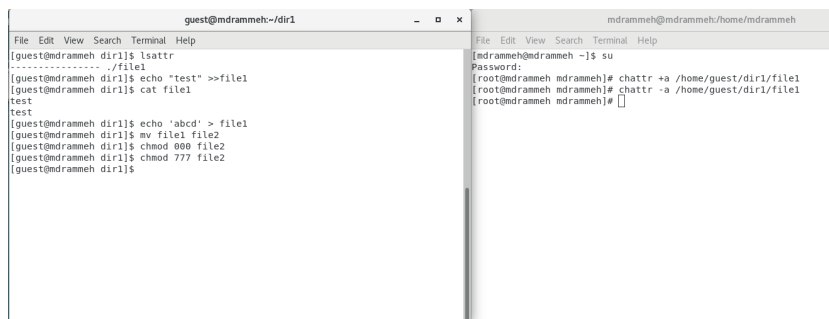 guest@mdrammeh:~/dir1
File Edit View Search Terminal Help
[guest@mdrammeh dir1]$ lsattr
---------------- ./file1
[guest@mdrammeh dir1]$ echo "test" >>file1
[guest@mdrammeh dir1]$ cat file1
test
test
[guest@mdrammeh dir1]$ echo 'abcd' > file1
[guest@mdrammeh dir1]$ mv file1 file2
[guest@mdrammeh dir1]$ chmod 000 file2
[guest@mdrammeh dir1]$ chmod 777 file2
[guest@mdrammeh dir1]$
mdrammeh@mdrammeh:/home/mdrammeh
File Edit View Search Terminal Help
[mdrammeh@mdrammeh ~]$ su
Password:
[root@mdrammeh mdrammeh]# chattr +a /home/guest/dir1/file1
[root@mdrammeh mdrammeh]# chattr -a /home/guest/dir1/file1
[root@mdrammeh mdrammeh]#